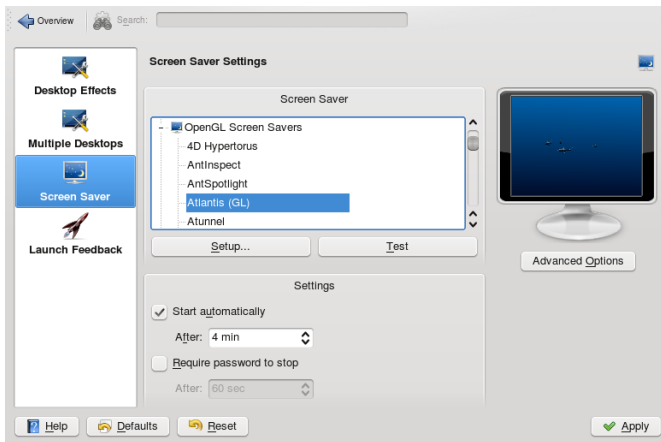 Overview Search:
Desktop Effects
Multiple Desktops
Screen Saver
Launch Feedback
Screen Saver Settings
Screen Saver
OpenGL Screen Savers
4D Hypertorus
AntInspect
AntSpotlight
Atlantis (GL)
Atunnel
Setup... Test
Advanced Options
Settings
Start automatically
After: 4 min
Require password to stop
After: 60 sec
Help Defaults Reset Apply